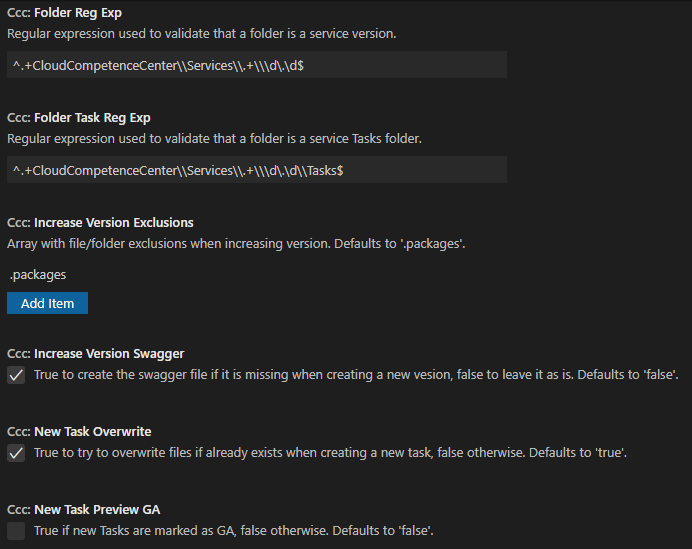 Ccc: Folder Reg Exp
Regular expression used to validate that a folder is a service version.
^.+CloudCompetenceCenter\\Services\\.+\\\d\.\d$
Ccc: Folder Task Reg Exp
Regular expression used to validate that a folder is a service Tasks folder.
^.+CloudCompetenceCenter\\Services\\.+\\\d\.\d\\Tasks$
Ccc: Increase Version Exclusions
Array with file/folder exclusions when increasing version. Defaults to '.packages'.
.packages
Add Item
Ccc: Increase Version Swagger
True to create the swagger file if it is missing when creating a new vesion, false to leave it as is. Defaults to 'false'.
Ccc: New Task Overwrite
True to try to overwrite files if already exists when creating a new task, false otherwise. Defaults to 'true'.
Ccc: New Task Preview GA
True if new Tasks are marked as GA, false otherwise. Defaults to 'false'.